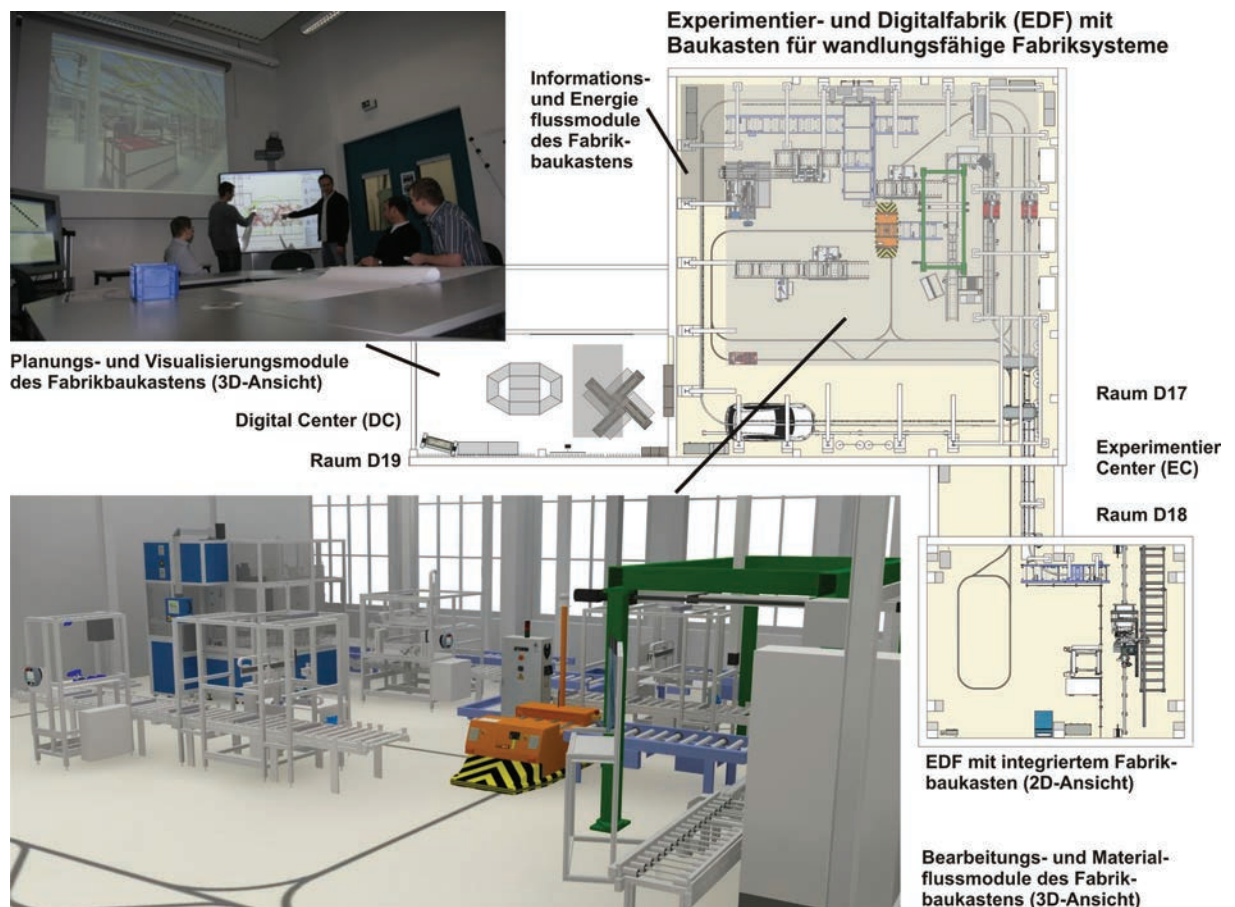 Experimentier- und Digitalfabrik (EDF) mit
Baukasten für wandlungsfähige Fabriksysteme
Informations-
und Energie
flussmodule
des Fabrik-
baukastens
Planungs- und Visualisierungsmodule
des Fabrikbaukastens (3D-Ansicht)
Digital Center (DC)
Raum D19
Raum D17
Experimentier
Center (EC)
Raum D18
EDF mit integriertem Fabrik-
baukasten (2D-Ansicht)
Bearbeitungs- und Material-
flussmodule des Fabrik-
baukastens (3D-Ansicht)